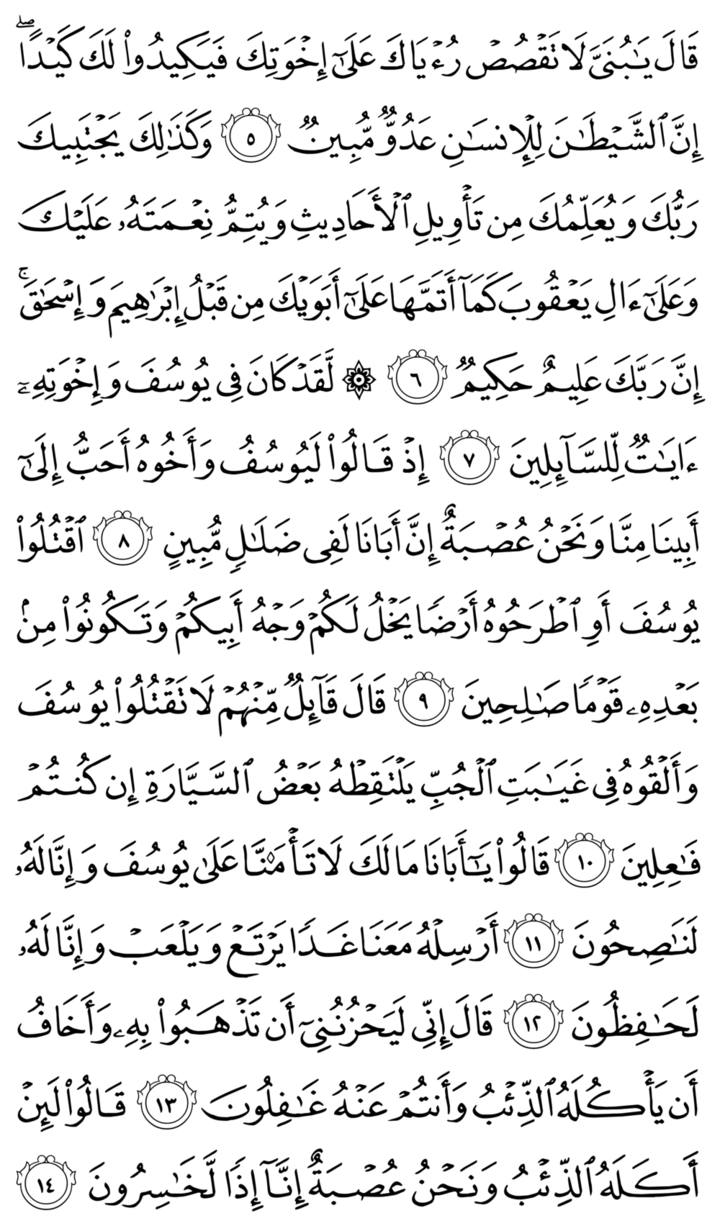 قَالَ يَٰبُنَىَّ لَا تَقْصُصْ رُءْيَاكَ عَلَىٰٓ إِخْوَتِكَ فَيَكِيدُوا۟ لَكَ كَيْدًا ۖ
إِنَّ ٱلشَّيْطَٰنَ لِلْإِنسَٰنِ عَدُوٌّ مُّبِينٌ ٥ وَكَذَٰلِكَ يَجْتَبِيكَ
رَبُّكَ وَيُعَلِّمُكَ مِن تَأْوِيلِ ٱلْأَحَادِيثِ وَيُتِمُّ نِعْمَتَهُۥ عَلَيْكَ
وَعَلَىٰٓ ءَالِ يَعْقُوبَ كَمَآ أَتَمَّهَا عَلَىٰٓ أَبَوَيْكَ مِن قَبْلُ إِبْرَٰهِيمَ وَإِسْحَٰقَ ۚ
إِنَّ رَبَّكَ عَلِيمٌ حَكِيمٌ ٦ ۞ لَّقَدْ كَانَ فِى يُوسُفَ وَإِخْوَتِهِۦٓ
ءَايَٰتٌ لِّلسَّآئِلِينَ ٧ إِذْ قَالُوا۟ لَيُوسُفُ وَأَخُوهُ أَحَبُّ إِلَىٰٓ
أَبِينَا مِنَّا وَنَحْنُ عُصْبَةٌ إِنَّ أَبَانَا لَفِى ضَلَٰلٍ مُّبِينٍ ٨ ٱقْتُلُوا۟
يُوسُفَ أَوِ ٱطْرَحُوهُ أَرْضًا يَخْلُ لَكُمْ وَجْهُ أَبِيكُمْ وَتَكُونُوا۟ مِنۢ
بَعْدِهِۦ قَوْمًا صَٰلِحِينَ ٩ قَالَ قَآئِلٌ مِّنْهُمْ لَا تَقْتُلُوا۟ يُوسُفَ
وَأَلْقُوهُ فِى غَيَٰبَتِ ٱلْجُبِّ يَلْتَقِطْهُ بَعْضُ ٱلسَّيَّارَةِ إِن كُنتُمْ
فَٰعِلِينَ ١٠ قَالُوا۟ يَٰٓأَبَانَا مَا لَكَ لَا تَأْمَ۫نَّا عَلَىٰ يُوسُفَ وَإِنَّا لَهُۥ
لَنَٰصِحُونَ ١١ أَرْسِلْهُ مَعَنَا غَدًا يَرْتَعْ وَيَلْعَبْ وَإِنَّا لَهُۥ
لَحَٰفِظُونَ ١٢ قَالَ إِنِّى لَيَحْزُنُنِىٓ أَن تَذْهَبُوا۟ بِهِۦ وَأَخَافُ
أَن يَأْكُلَهُ ٱلذِّئْبُ وَأَنتُمْ عَنْهُ غَٰفِلُونَ ١٣ قَالُوا۟ لَئِنْ
أَكَلَهُ ٱلذِّئْبُ وَنَحْنُ عُصْبَةٌ إِنَّآ إِذًا لَّخَٰسِرُونَ ١٤